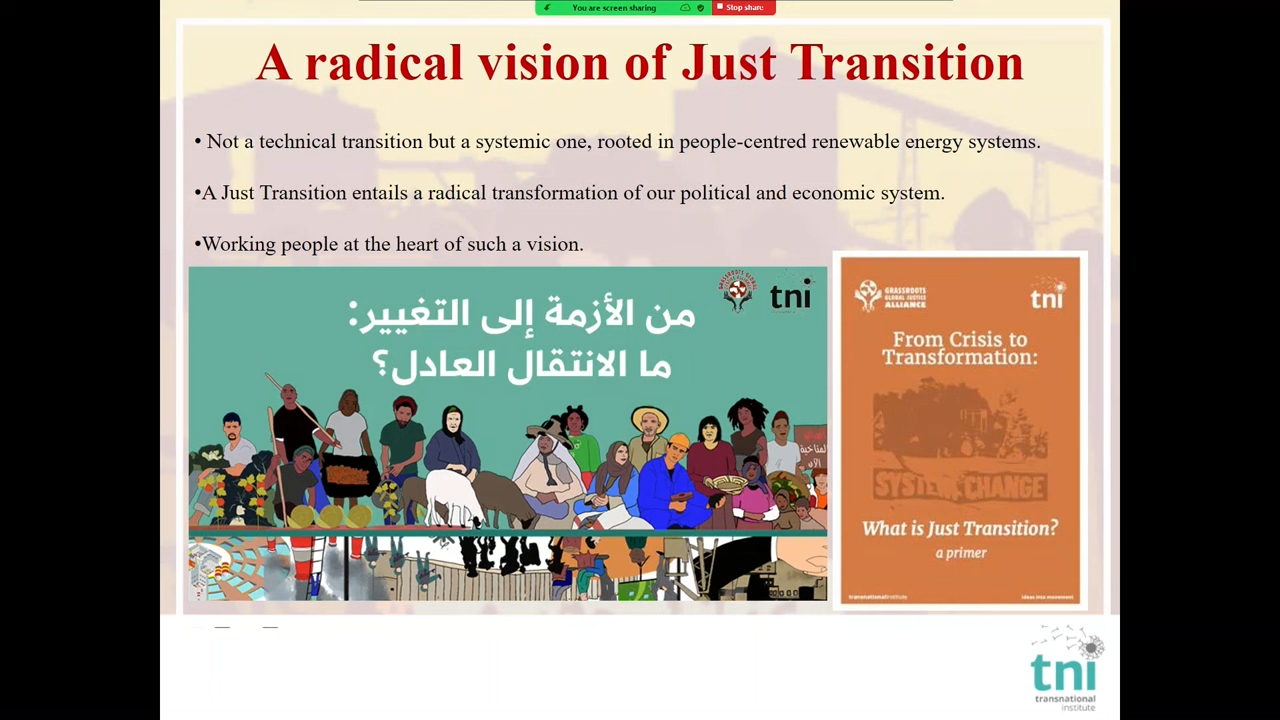 You are screen sharing
Stop share
A radical vision of Just Transition
• Not a technical transition but a systemic one, rooted in people-centred renewable energy systems.
•A Just Transition entails a radical transformation of our political and economic system.
•Working people at the heart of such a vision.
tni
من الأزمة إلى التغيير:
ما الانتقال العادل؟
المناخية
GRASSROOTS
GLOBAL JUSTICE
ALLIANCE
tni
From Crisis to
Transformation:
SYSTEM CHANGE
What is Just Transition?
a primer
transnationalinstitute
ideas into movement
tni
transnational
institute